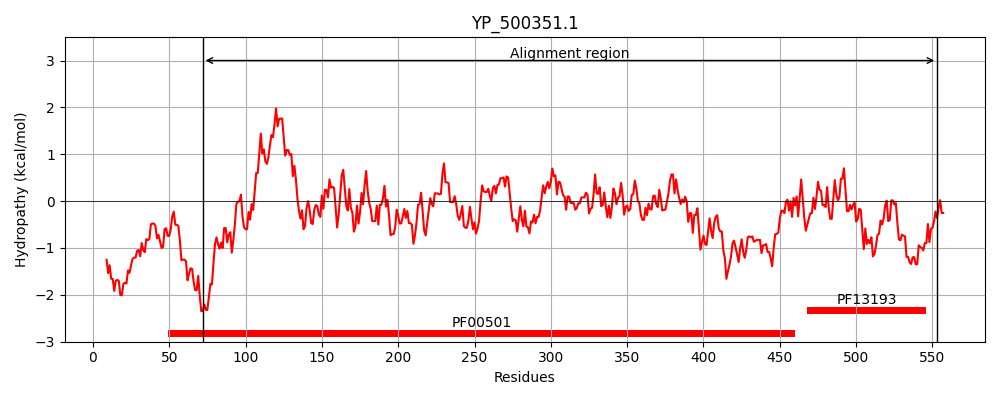 YP_500351.1
Alignment region
Hydropathy (kcal/mol)
3
2
1
0
−1
−2
−3
PF13193
PF00501
0 50 100 150 200 250 300 350 400 450 500 550
Residues